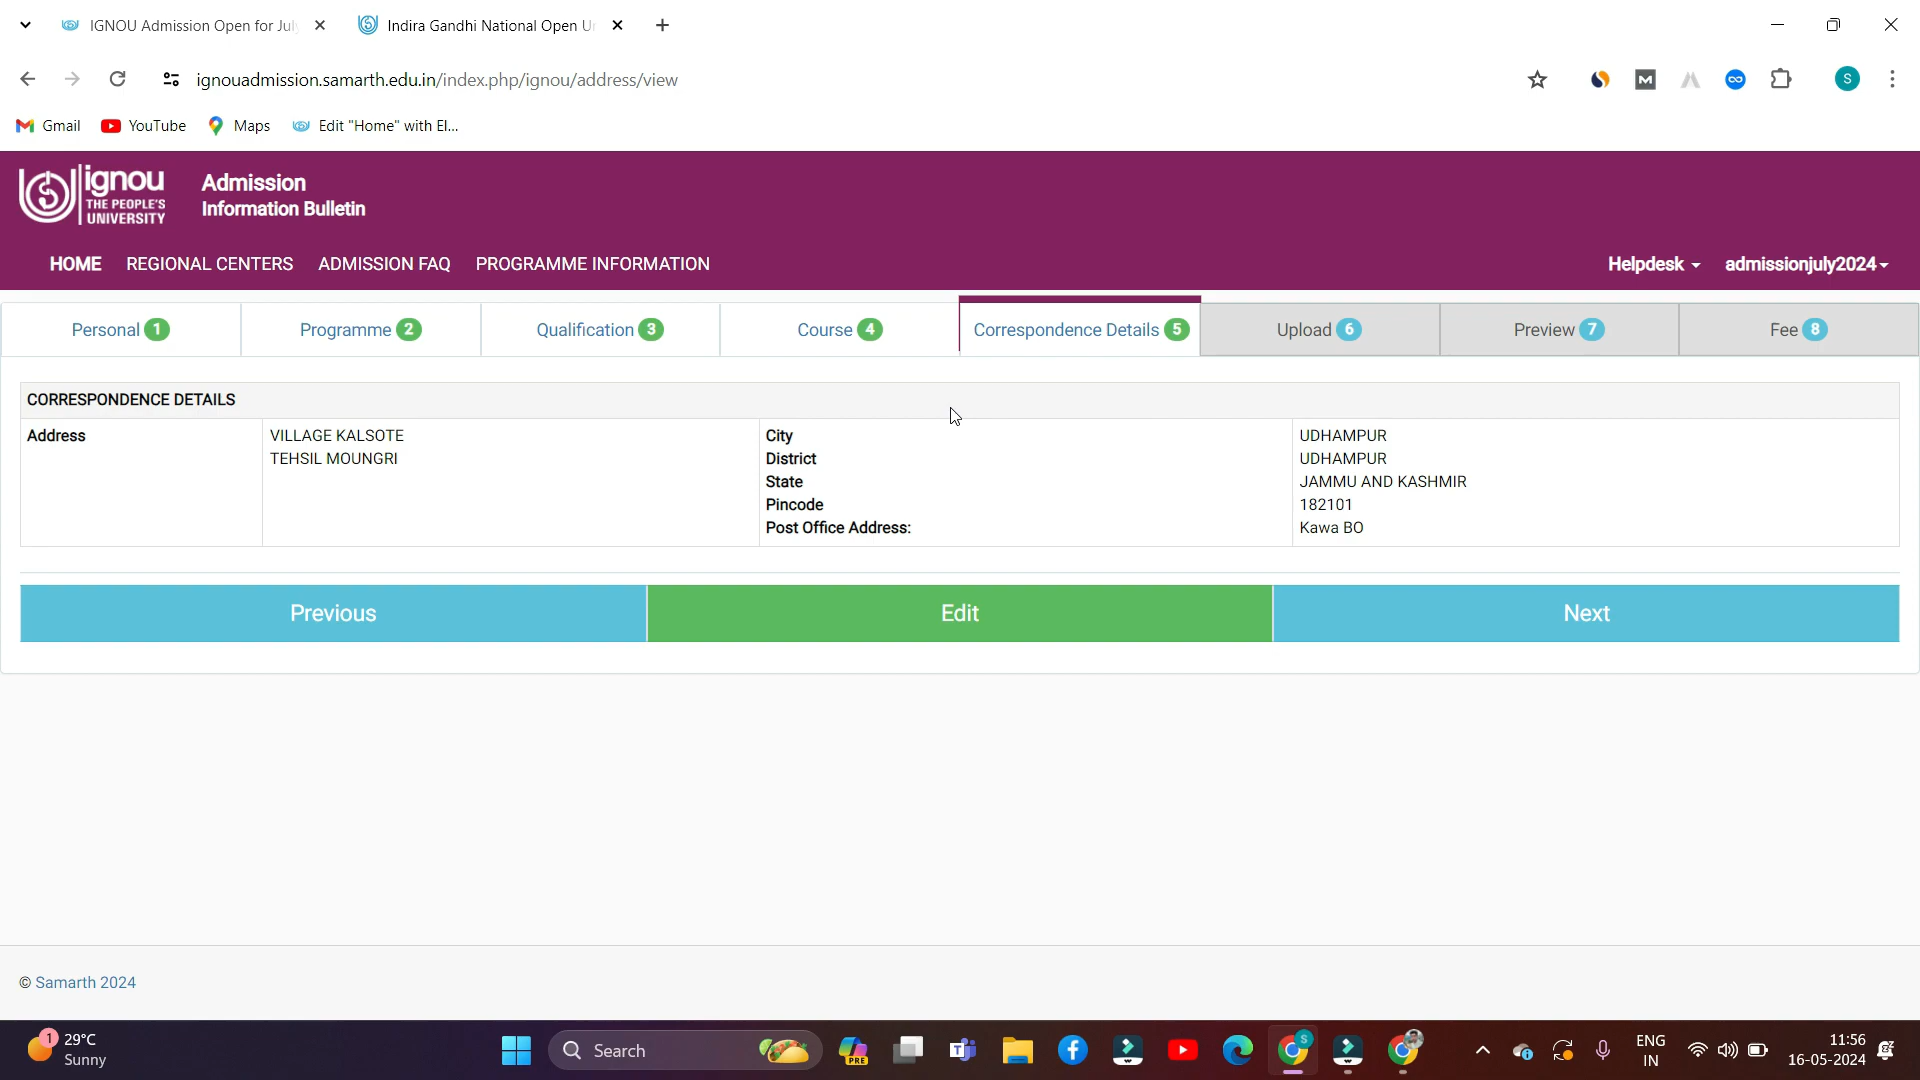 IGNOU Admission Open for Jul
Indira Gandhi National Open Un
ignouadmission.samarth.edu.in/index.php/ignou/address/view
S
Gmail
YouTube
Maps
Edit "Home" with El...
ignou
THE PEOPLE'S
UNIVERSITY
Admission
Information Bulletin
HOME REGIONAL CENTERS ADMISSION FAQ PROGRAMME INFORMATION Helpdesk admissionjuly2024
Personal 1 Programme 2 Qualification 3 Course 4 Correspondence Details 5 Upload 6 Preview 7 Fee 8
CORRESPONDENCE DETAILS
Address VILLAGE KALSOTE City UDHAMPUR
TEHSIL MOUNGRI District UDHAMPUR
State JAMMU AND KASHMIR
Pincode 182101
Post Office Address: Kawa BO
Previous Edit Next
© Samarth 2024
1 29°C
Sunny
Search
PRE
ENG
IN
11:56
16-05-2024